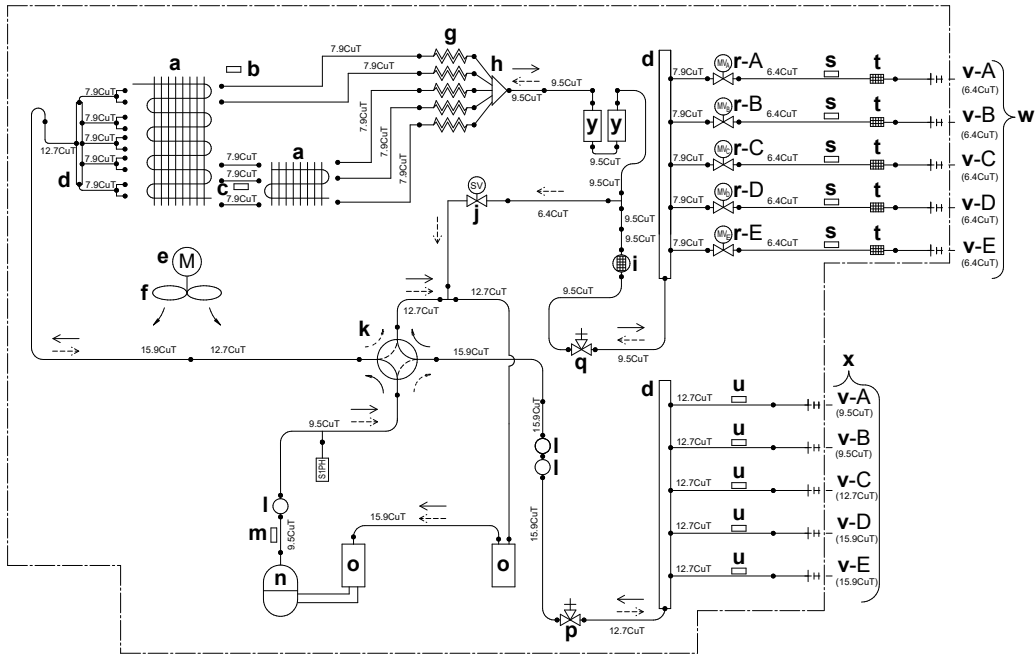 g
a
b
7.9CuT
7.9CuT
h
9.5CuT
9.5CuT
d
7.9CuT
MVA
r-A
6.4CuT
s
t
v-A
(6.4CuT)
7.9CuT
MVB
r-B
6.4CuT
s
t
v-B
(6.4CuT)
w
7.9CuT
MVC
r-C
6.4CuT
s
t
v-C
(6.4CuT)
7.9CuT
MVD
r-D
6.4CuT
s
t
v-D
(6.4CuT)
7.9CuT
MVE
r-E
6.4CuT
s
t
v-E
(6.4CuT)
7.9CuT
7.9CuT
7.9CuT
7.9CuT
7.9CuT
12.7CuT
d
7.9CuT
7.9CuT
c
7.9CuT
a
7.9CuT
7.9CuT
7.9CuT
y
y
9.5CuT
9.5CuT
SV
j
6.4CuT
9.5CuT
9.5CuT
i
9.5CuT
q
9.5CuT
e
M
f
12.7CuT
12.7CuT
k
15.9CuT
12.7CuT
15.9CuT
d
x
12.7CuT
u
v-A
(9.5CuT)
12.7CuT
u
v-B
(9.5CuT)
12.7CuT
u
v-C
(12.7CuT)
12.7CuT
u
v-D
(15.9CuT)
12.7CuT
u
v-E
(15.9CuT)
9.5CuT
S1PH
15.9CuT
l
l
l
m
9.5CuT
15.9CuT
15.9CuT
n
o
o
p
12.7CuT